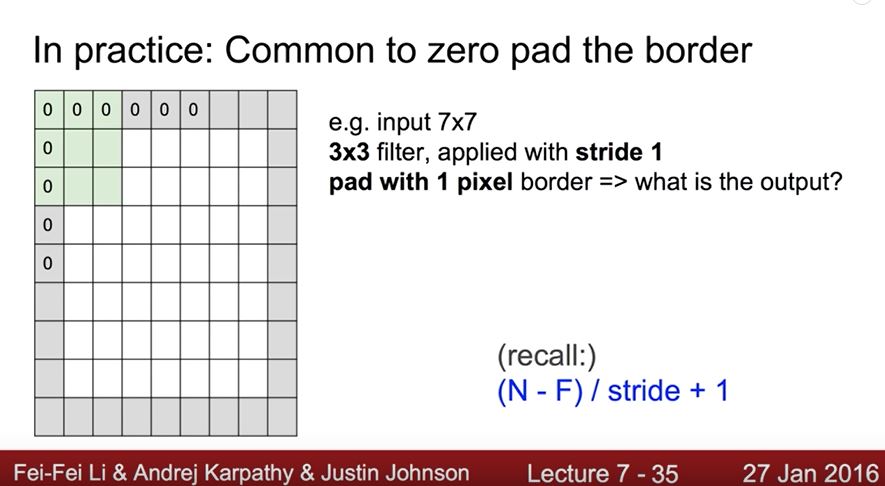 In practice: Common to zero pad the border
0 0 0 0 0 0
0
0
0
0
e.g. input 7x7
3x3 filter, applied with stride 1
pad with 1 pixel border => what is the output?
(recall:)
(N - F) / stride + 1
Fei-Fei Li & Andrej Karpathy & Justin Johnson
Lecture 7 - 35
27 Jan 2016